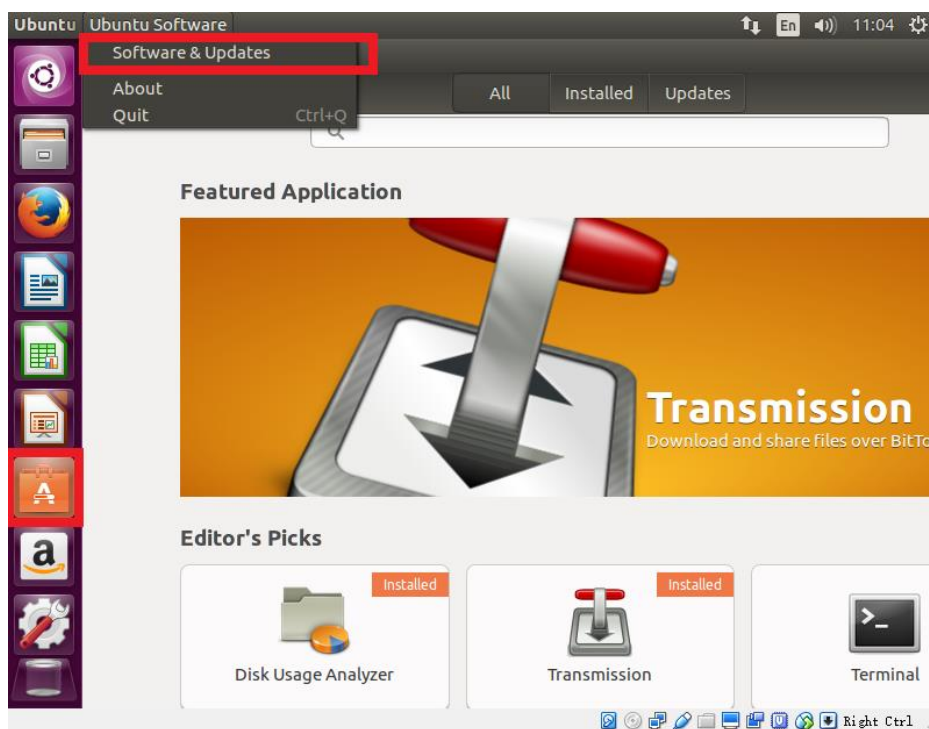 Ubuntu Ubuntu Software En 11:04
Software & Updates
About
Quit Ctrl+Q
All Installed Updates
Featured Application
Transmission
Download and share files over BitTo
Editor's Picks
Installed Installed
Disk Usage Analyzer Transmission Terminal
Right Ctrl